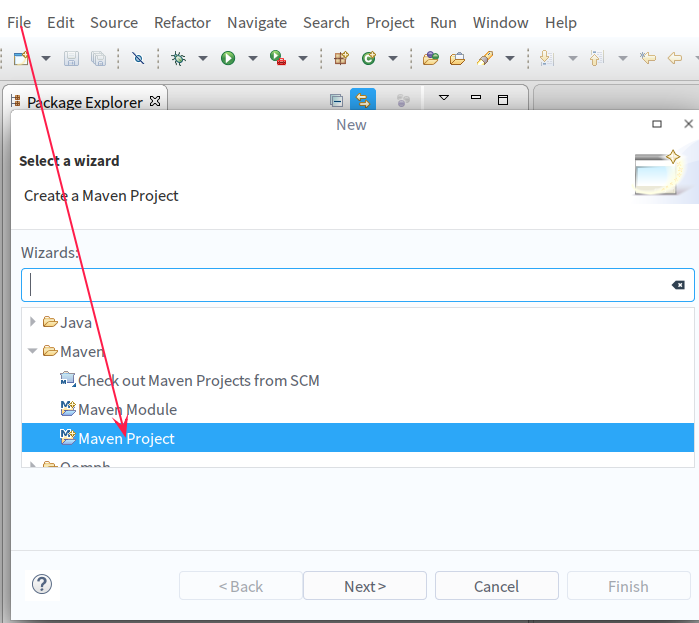 File Edit Source Refactor Navigate Search Project Run Window Help
Package Explorer
New
Select a wizard
Create a Maven Project
Wizards:
Java
Maven
Check out Maven Projects from SCM
Maven Module
Maven Project
Oomph
< Back Next > Cancel Finish